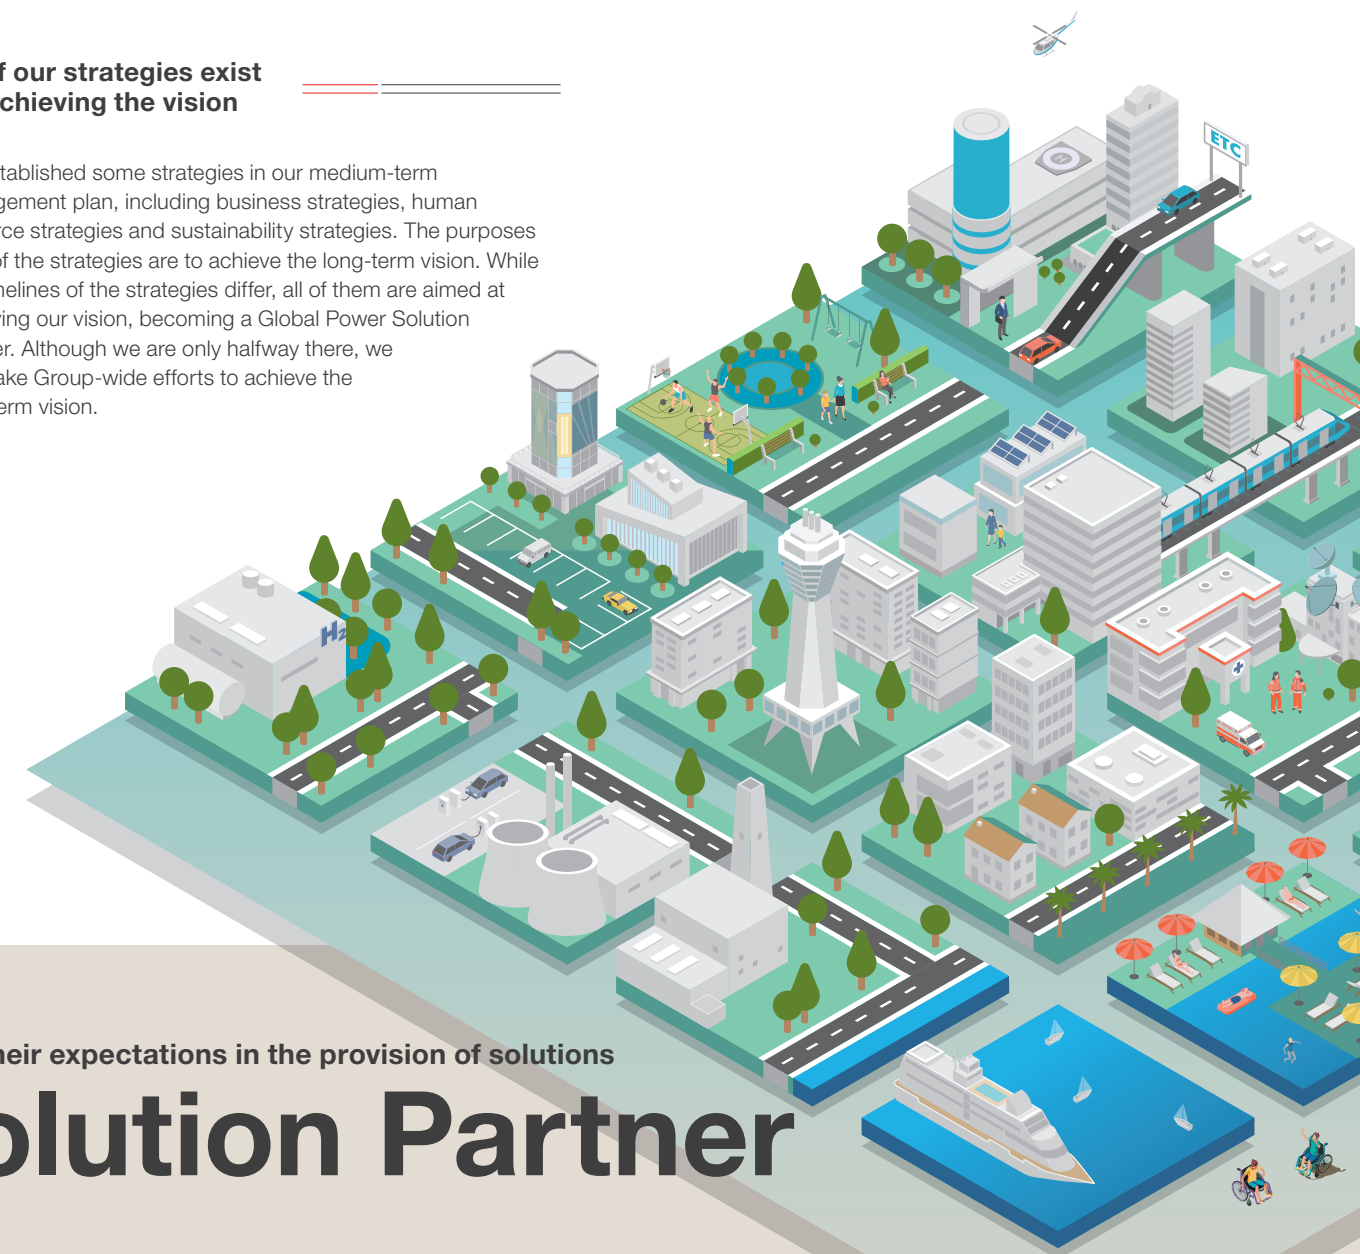 f our strategies exist
chieving the vision
tablished some strategies in our medium-term
gement plan, including business strategies, human
rce strategies and sustainability strategies. The purposes
of the strategies are to achieve the long-term vision. While
nelines of the strategies differ, all of them are aimed at
ving our vision, becoming a Global Power Solution
er. Although we are only halfway there, we
ake Group-wide efforts to achieve the
erm vision.
ETC
H
H2
heir expectations in the provision of solutions
olution Partner